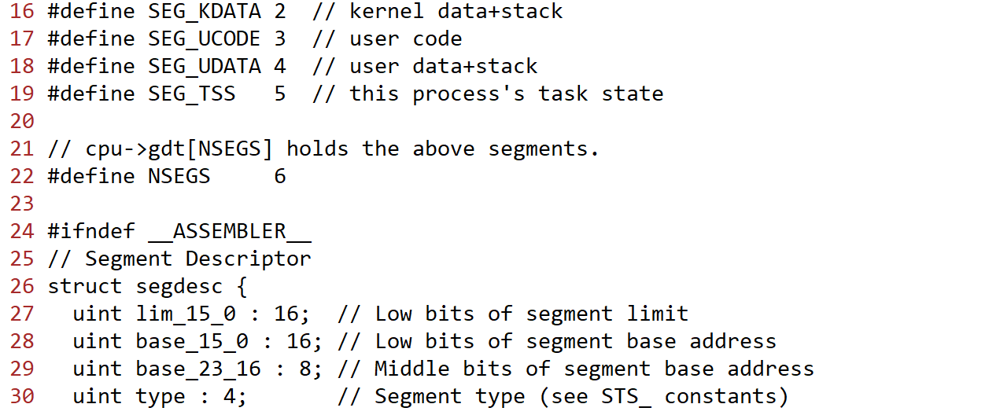 16 #define SEG_KDATA 2  // kernel data+stack
17 #define SEG_UCODE 3  // user code
18 #define SEG_UDATA 4  // user data+stack
19 #define SEG_TSS   5  // this process's task state
20
21 // cpu->gdt[NSEGS] holds the above segments.
22 #define NSEGS     6
23
24 #ifndef __ASSEMBLER__
25 // Segment Descriptor
26 struct segdesc {
27   uint lim_15_0 : 16;  // Low bits of segment limit
28   uint base_15_0 : 16; // Low bits of segment base address
29   uint base_23_16 : 8; // Middle bits of segment base address
30   uint type : 4;       // Segment type (see STS_ constants)